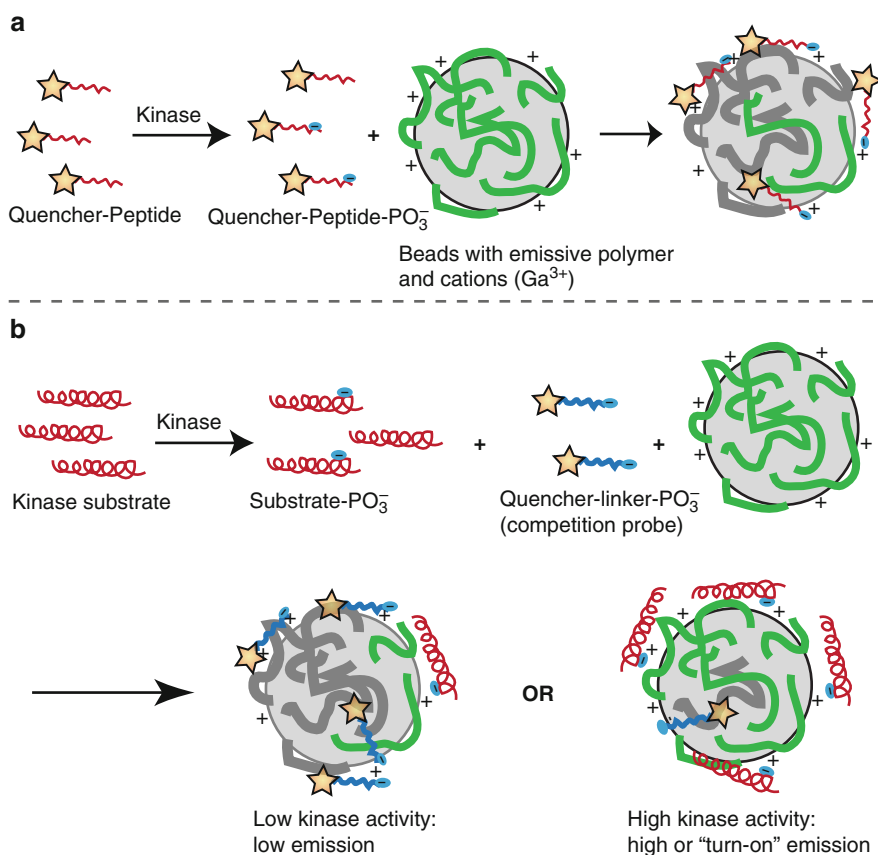 a
Kinase
+
Quencher-Peptide
Quencher-Peptide-PO₃⁻
Beads with emissive polymer
and cations (Ga³⁺)
b
Kinase
+
+
Kinase substrate
Substrate-PO₃⁻
Quencher-linker-PO₃⁻
(competition probe)
OR
Low kinase activity:
low emission
High kinase activity:
high or “turn-on” emission